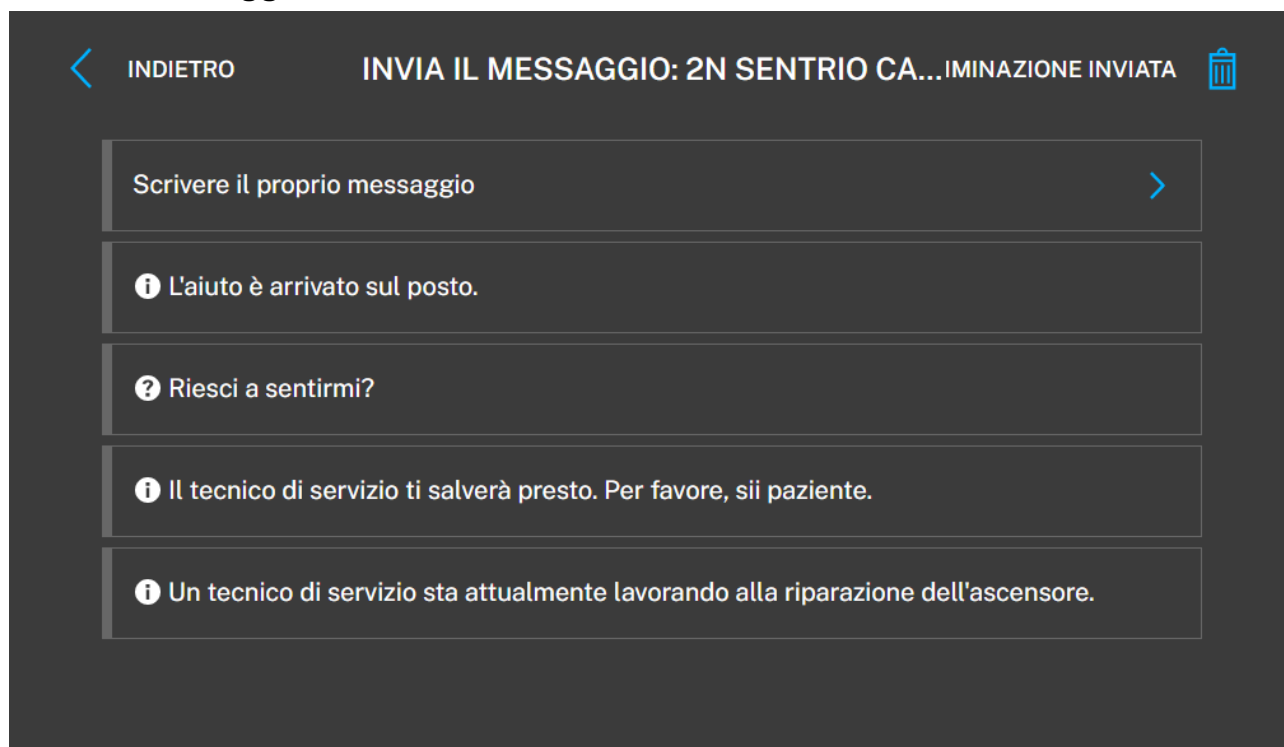 INDIETRO INVIA IL MESSAGGIO: 2N SENTRIO CA...IMINAZIONE INVIATA
Scrivere il proprio messaggio
L'aiuto è arrivato sul posto.
Riesci a sentirmi?
Il tecnico di servizio ti salverà presto. Per favore, sii paziente.
Un tecnico di servizio sta attualmente lavorando alla riparazione dell'ascensore.